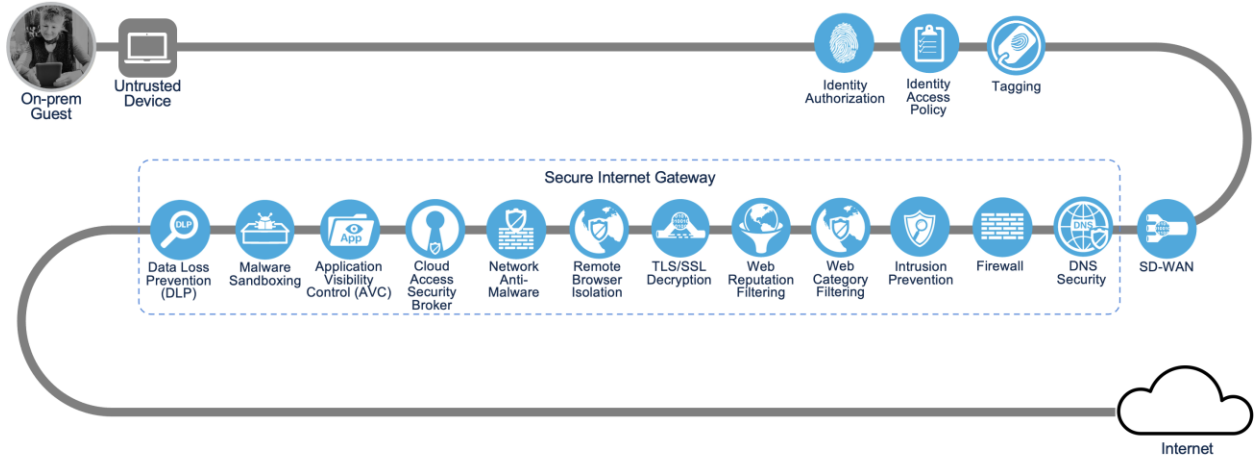 On-prem
Guest
Untrusted
Device
Identity
Authorization
Identity
Access
Policy
Tagging
Secure Internet Gateway
DLP
Data Loss
Prevention
(DLP)
Malware
Sandboxing
App
Application
Visibility
Control (AVC)
Cloud
Access
Security
Broker
Network
Anti-
Malware
Remote
Browser
Isolation
TLS/SSL
Decryption
Web
Reputation
Filtering
Web
Category
Filtering
Intrusion
Prevention
Firewall
DNS
DNS
Security
SD-WAN
Internet